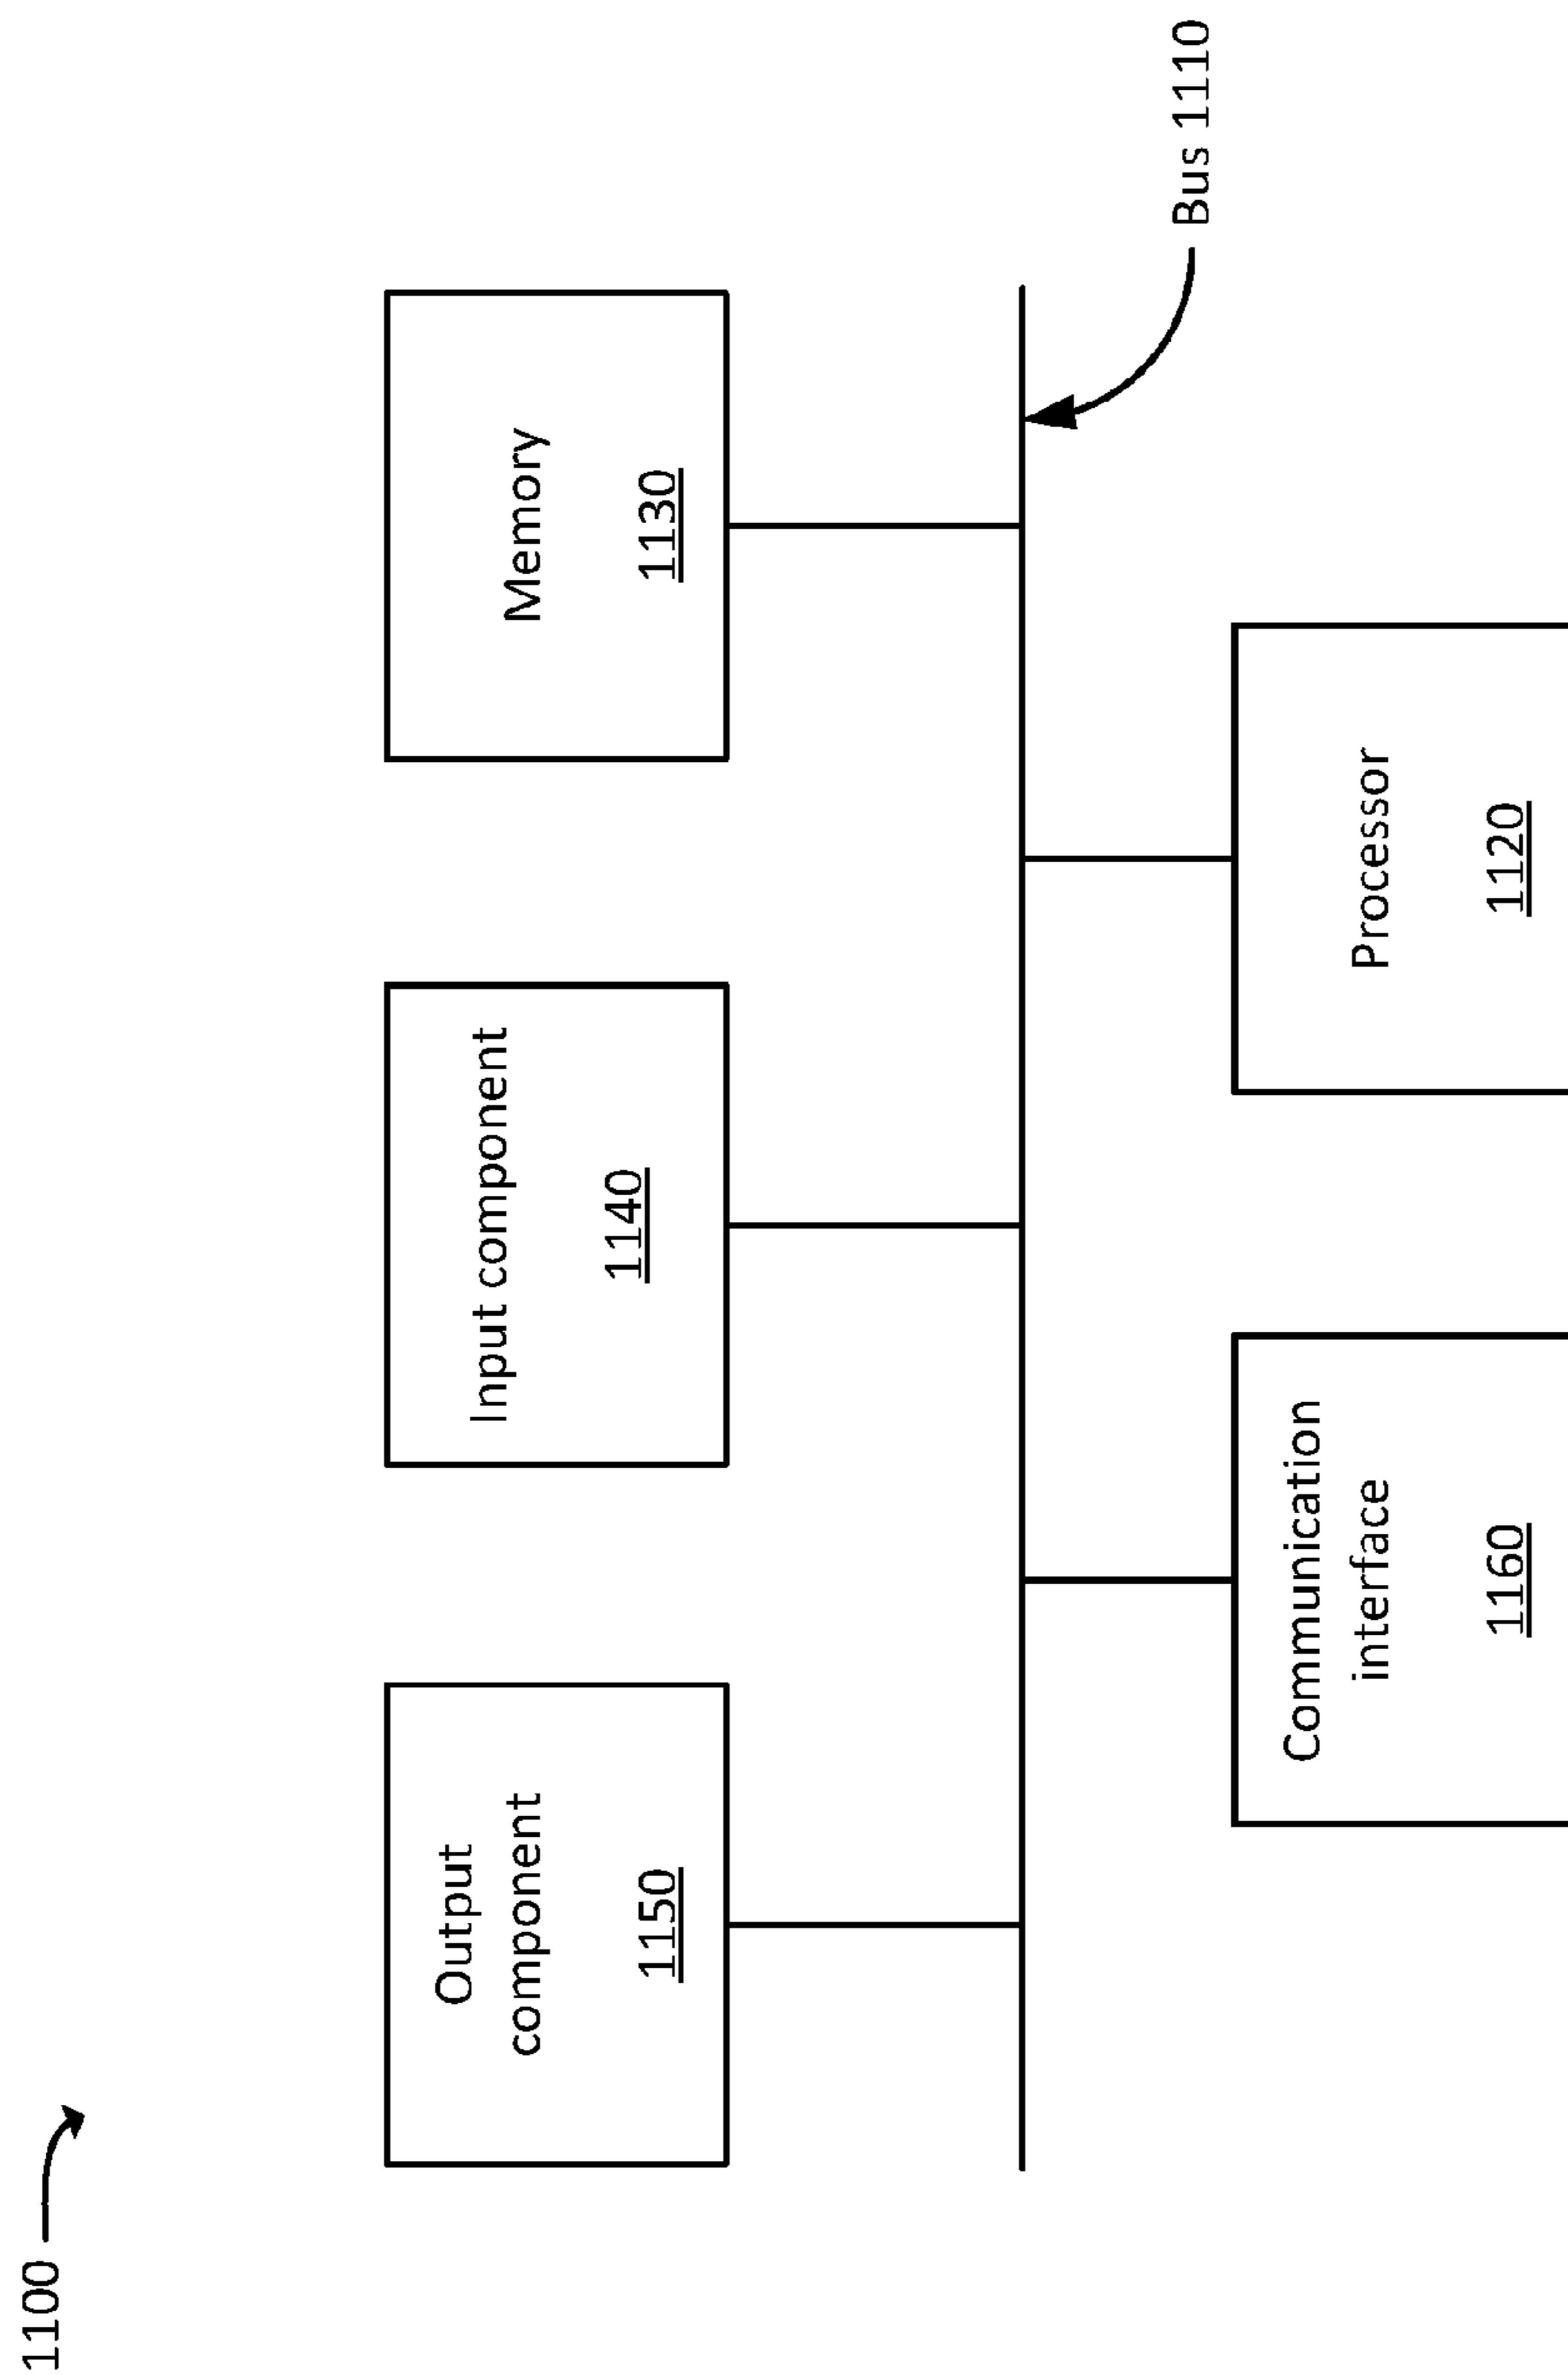 1100
Output
component
1150
Input component
1140
Memory
1130
Bus 1110
Communication
interface
1160
Processor
1120